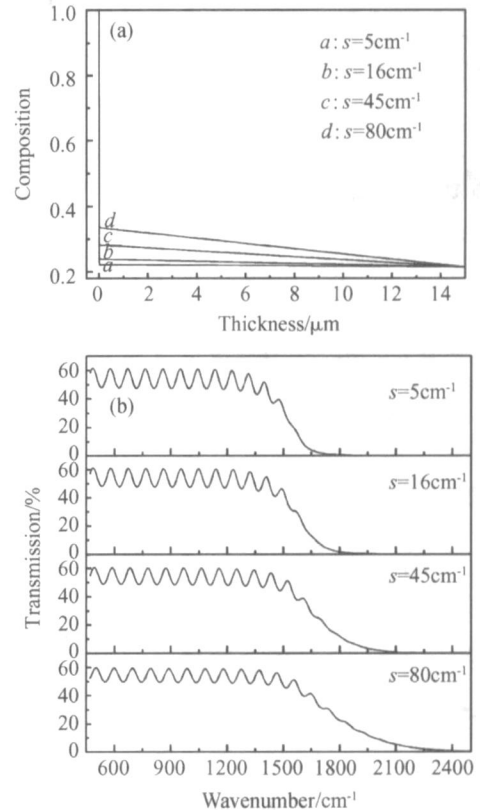 (a)
a: s=5cm⁻¹
b: s=16cm⁻¹
c: s=45cm⁻¹
d: s=80cm⁻¹
1.0
0.8
0.6
0.4
0.2
Composition
d
c
b
a
0 2 4 6 8 10 12 14
Thickness/μm
(b)
60
40
20
0
s=5cm⁻¹
60
40
20
0
s=16cm⁻¹
60
40
20
0
s=45cm⁻¹
60
40
20
0
s=80cm⁻¹
Transmission/%
600 900 1200 1500 1800 2100 2400
Wavenumber/cm⁻¹